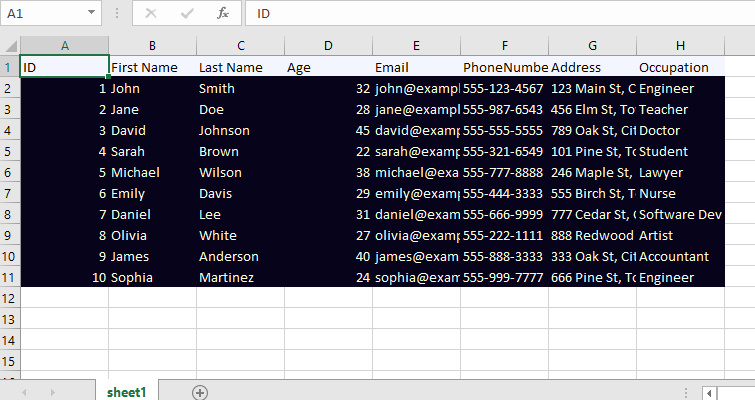 A1 fx ID
A B C D E F G H
1 ID First Name Last Name Age Email PhoneNumbe Address Occupation
2 1 John Smith 32 john@exampl 555-123-4567 123 Main St, C Engineer
3 2 Jane Doe 28 jane@exampl 555-987-6543 456 Elm St, To Teacher
4 3 David Johnson 45 david@examp 555-555-5555 789 Oak St, Cit Doctor
5 4 Sarah Brown 22 sarah@examp 555-321-6549 101 Pine St, To Student
6 5 Michael Wilson 38 michael@exa 555-777-8888 246 Maple St, Lawyer
7 6 Emily Davis 29 emily@examp 555-444-3333 555 Birch St, T Nurse
8 7 Daniel Lee 31 daniel@exam 555-666-9999 777 Cedar St, Software Dev
9 8 Olivia White 27 olivia@examp 555-222-1111 888 Redwood Artist
10 9 James Anderson 40 james@exam 555-888-3333 333 Oak St, Cit Accountant
11 10 Sophia Martinez 24 sophia@exam 555-999-7777 666 Pine St, To Engineer
12
13
14
15
sheet1